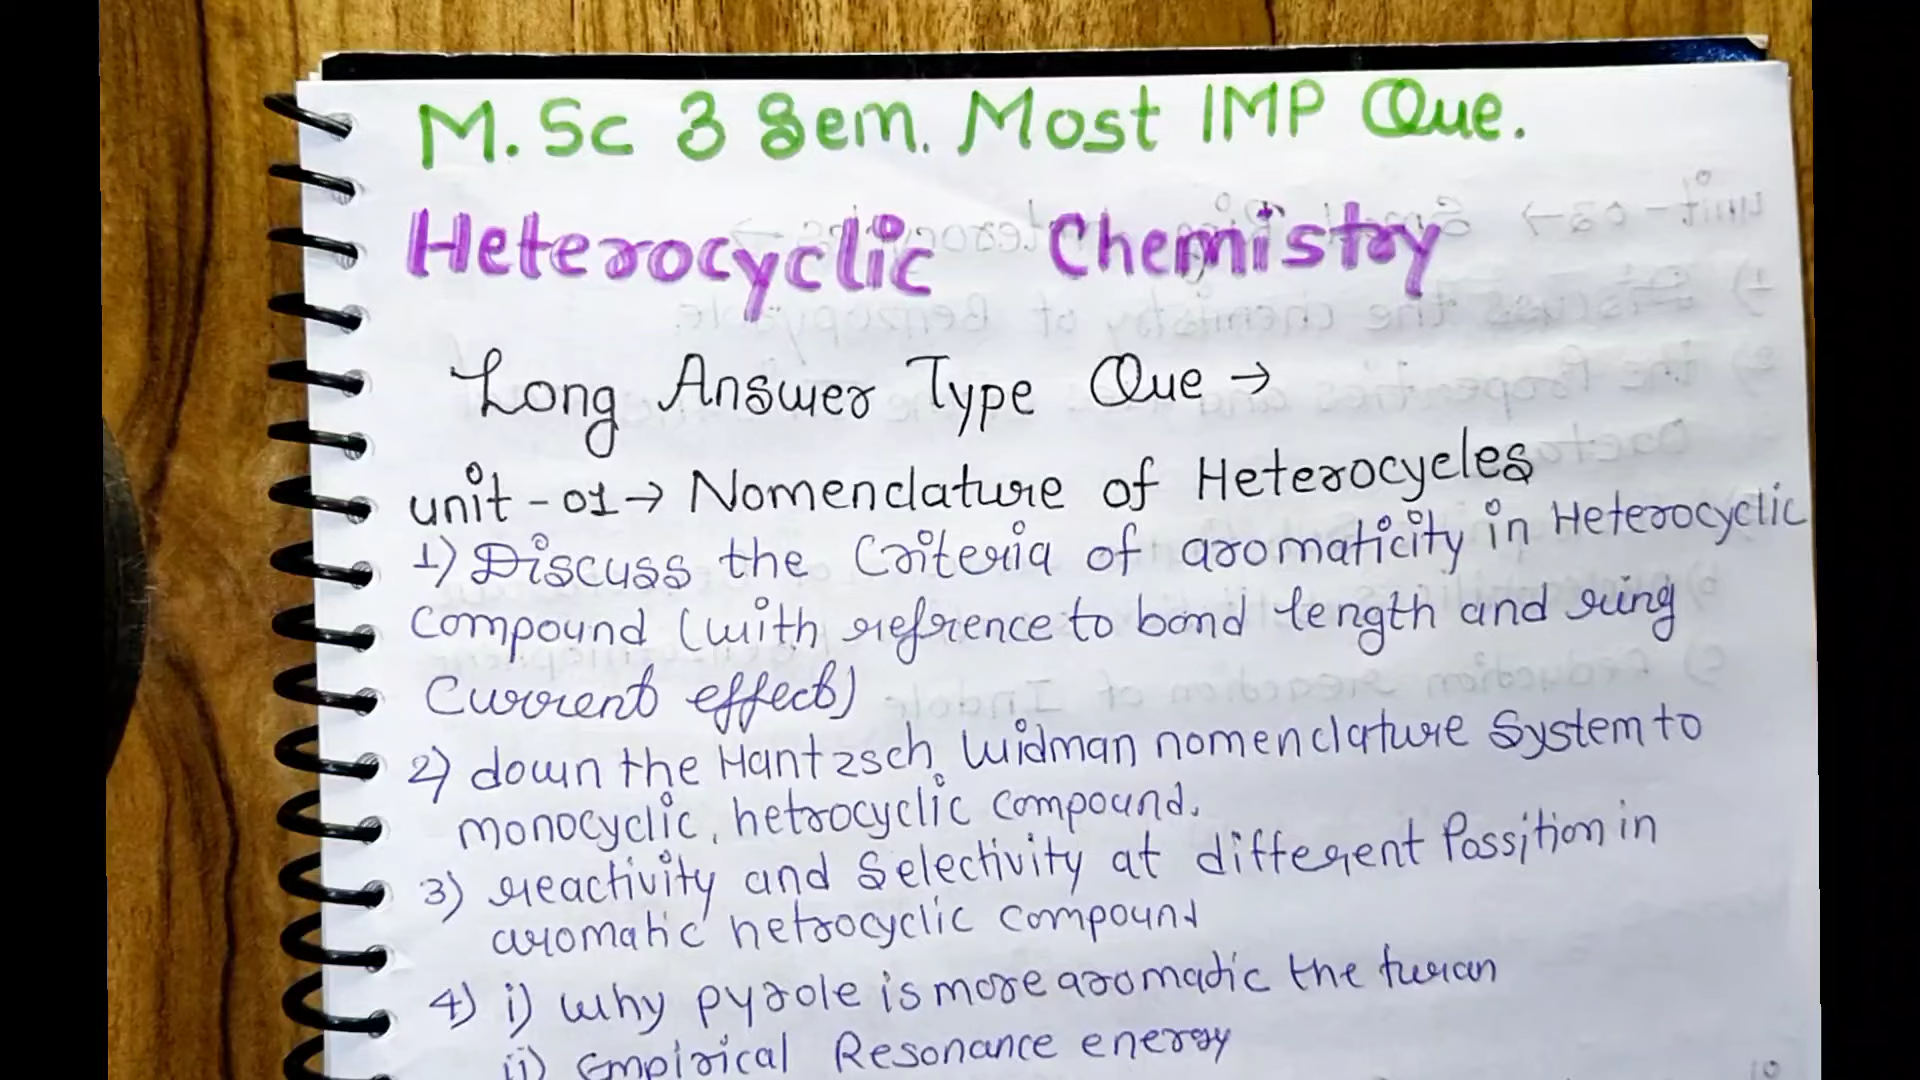 M.Sc 3 Sem. Most IMP Que.
Heterocyclic Chemistry
Long Answer Type Que →
unit - 01 → Nomenclature of Heterocycles
1) Discuss the Criteria of aromaticity in Heterocyclic
Compound (with refrence to bond length and ring
Current effect)
2) down the Hantzsch Widman nomenclature System to
monocyclic, hetrocyclic compound.
3) reactivity and Selectivity at different Possition in
aromatic hetrocyclic compound
4) i) why pyrole is more aromatic the furan
ii) Empirical Resonance energy